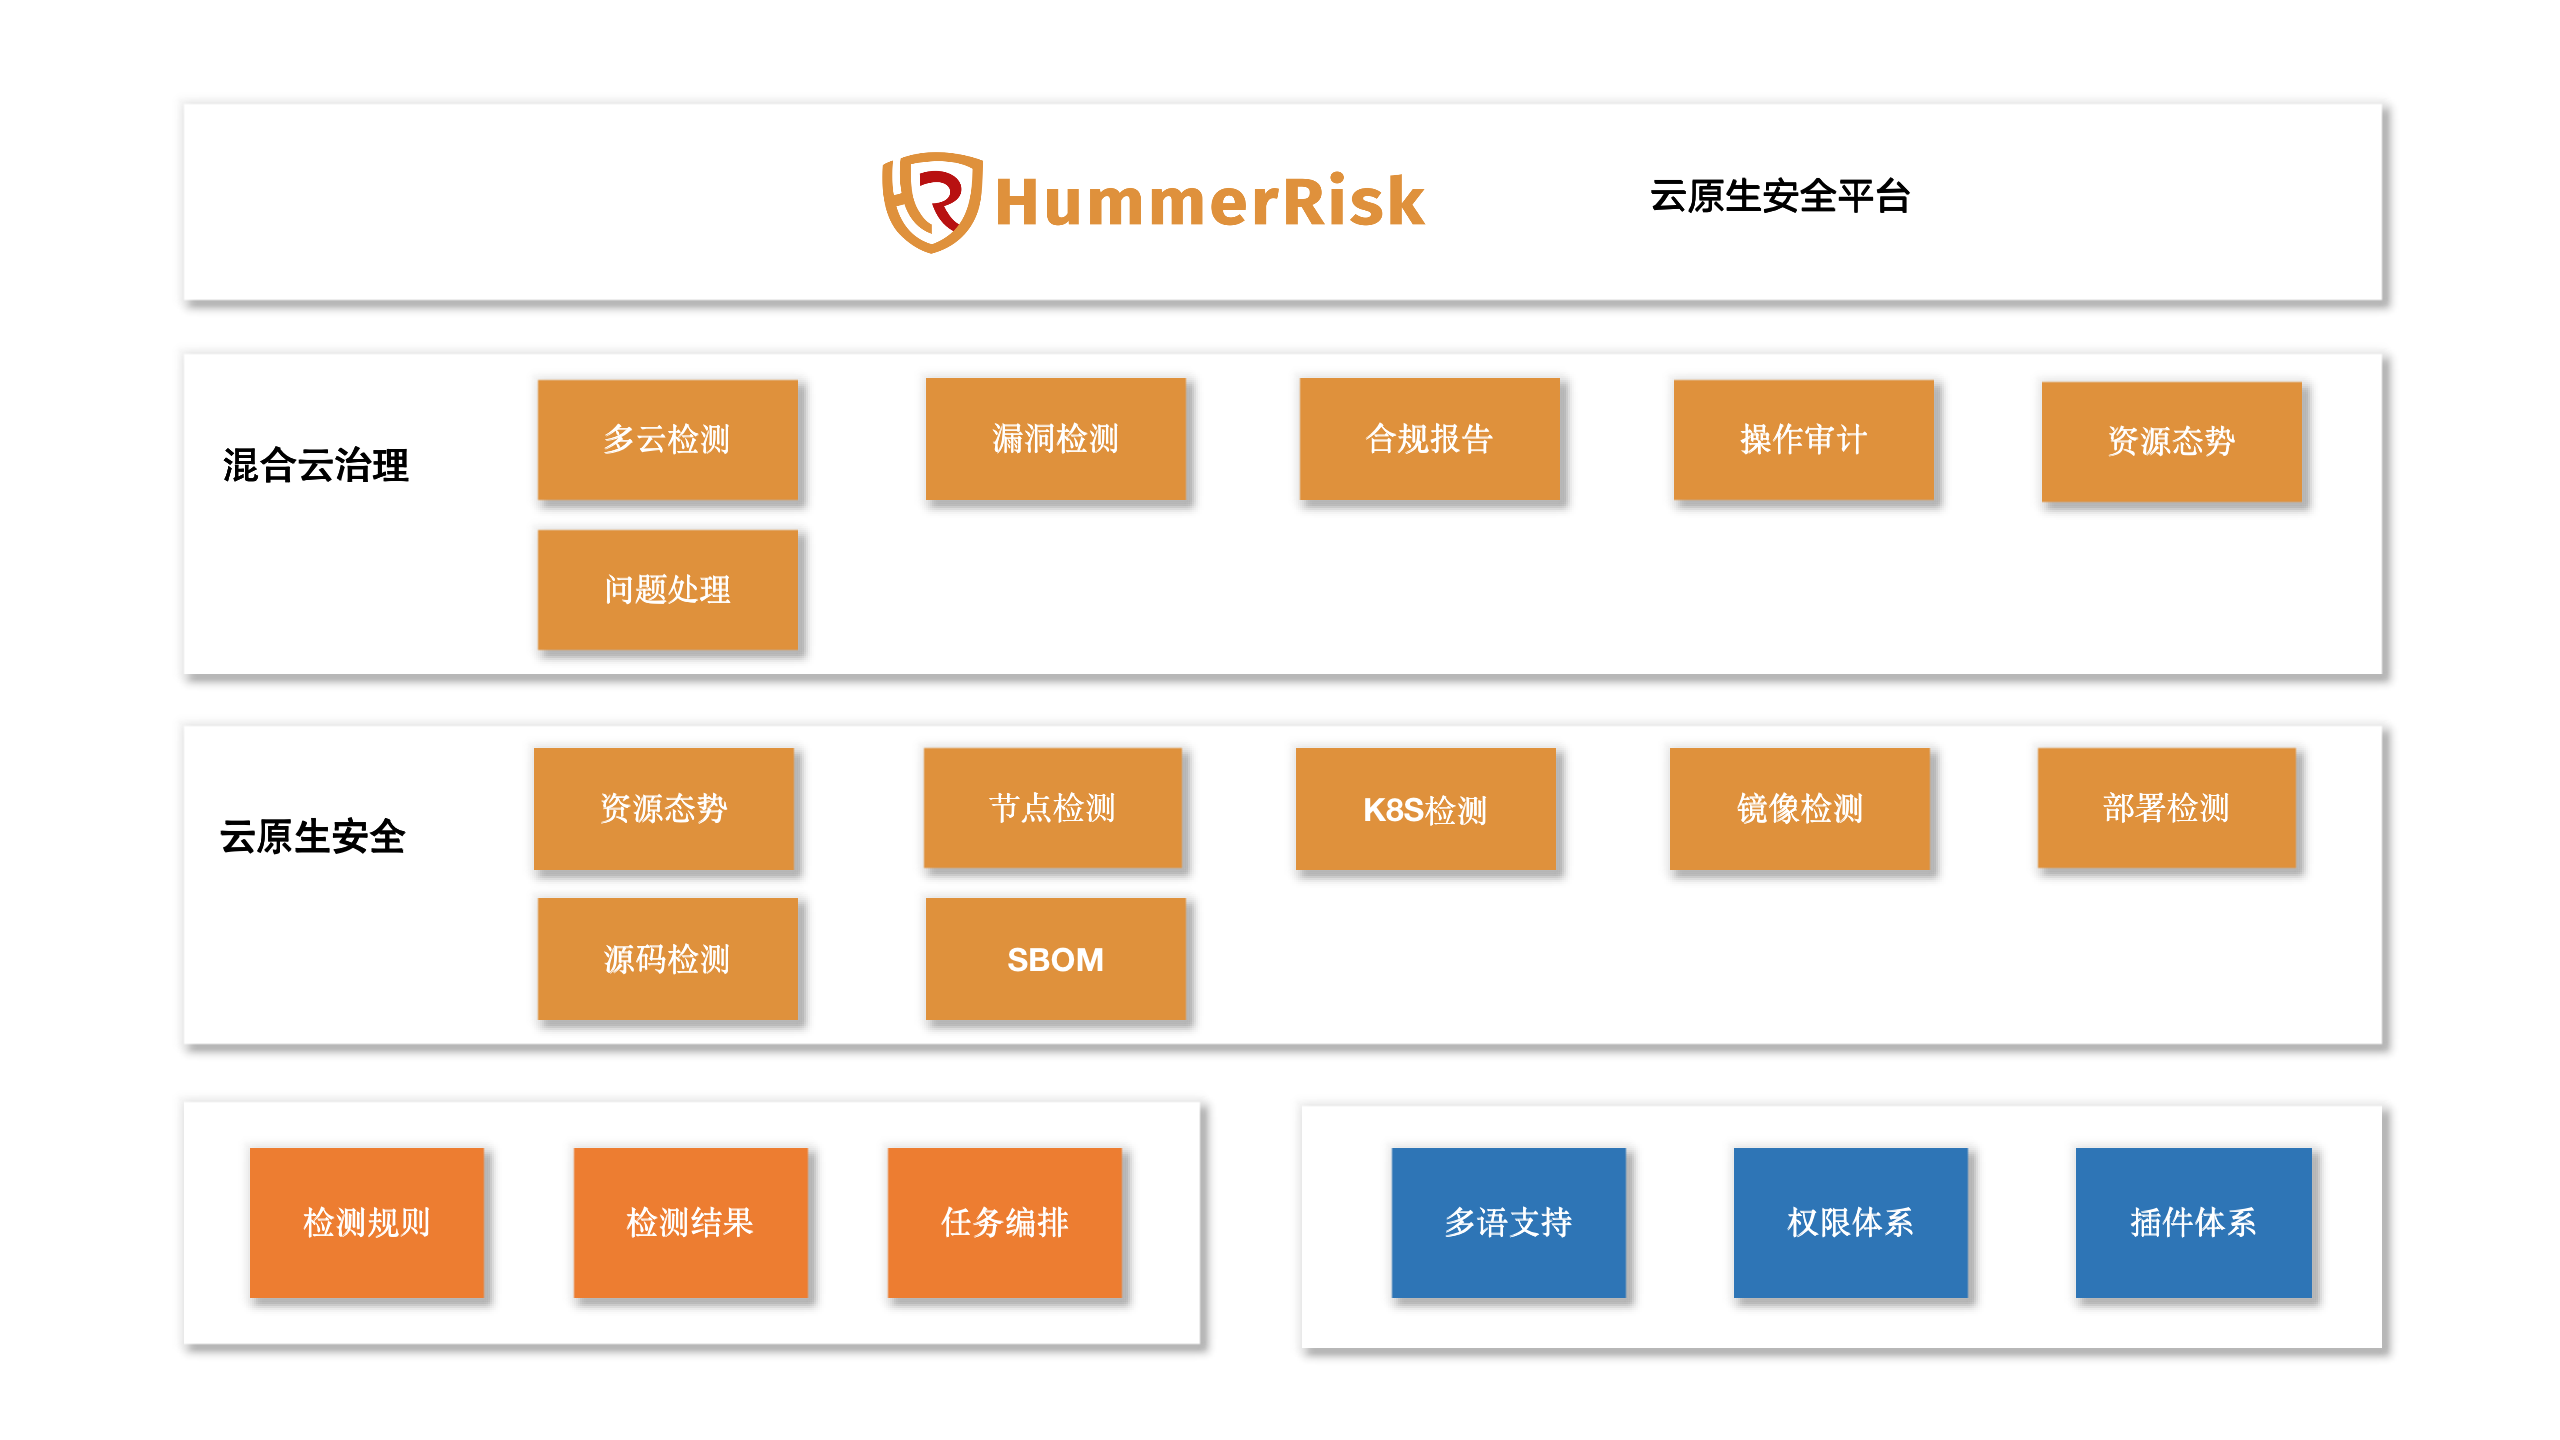 HummerRisk
云原生安全平台
混合云治理
多云检测
漏洞检测
合规报告
操作审计
资源态势
问题处理
云原生安全
资源态势
节点检测
K8S检测
镜像检测
部署检测
源码检测
SBOM
检测规则
检测结果
任务编排
多语支持
权限体系
插件体系